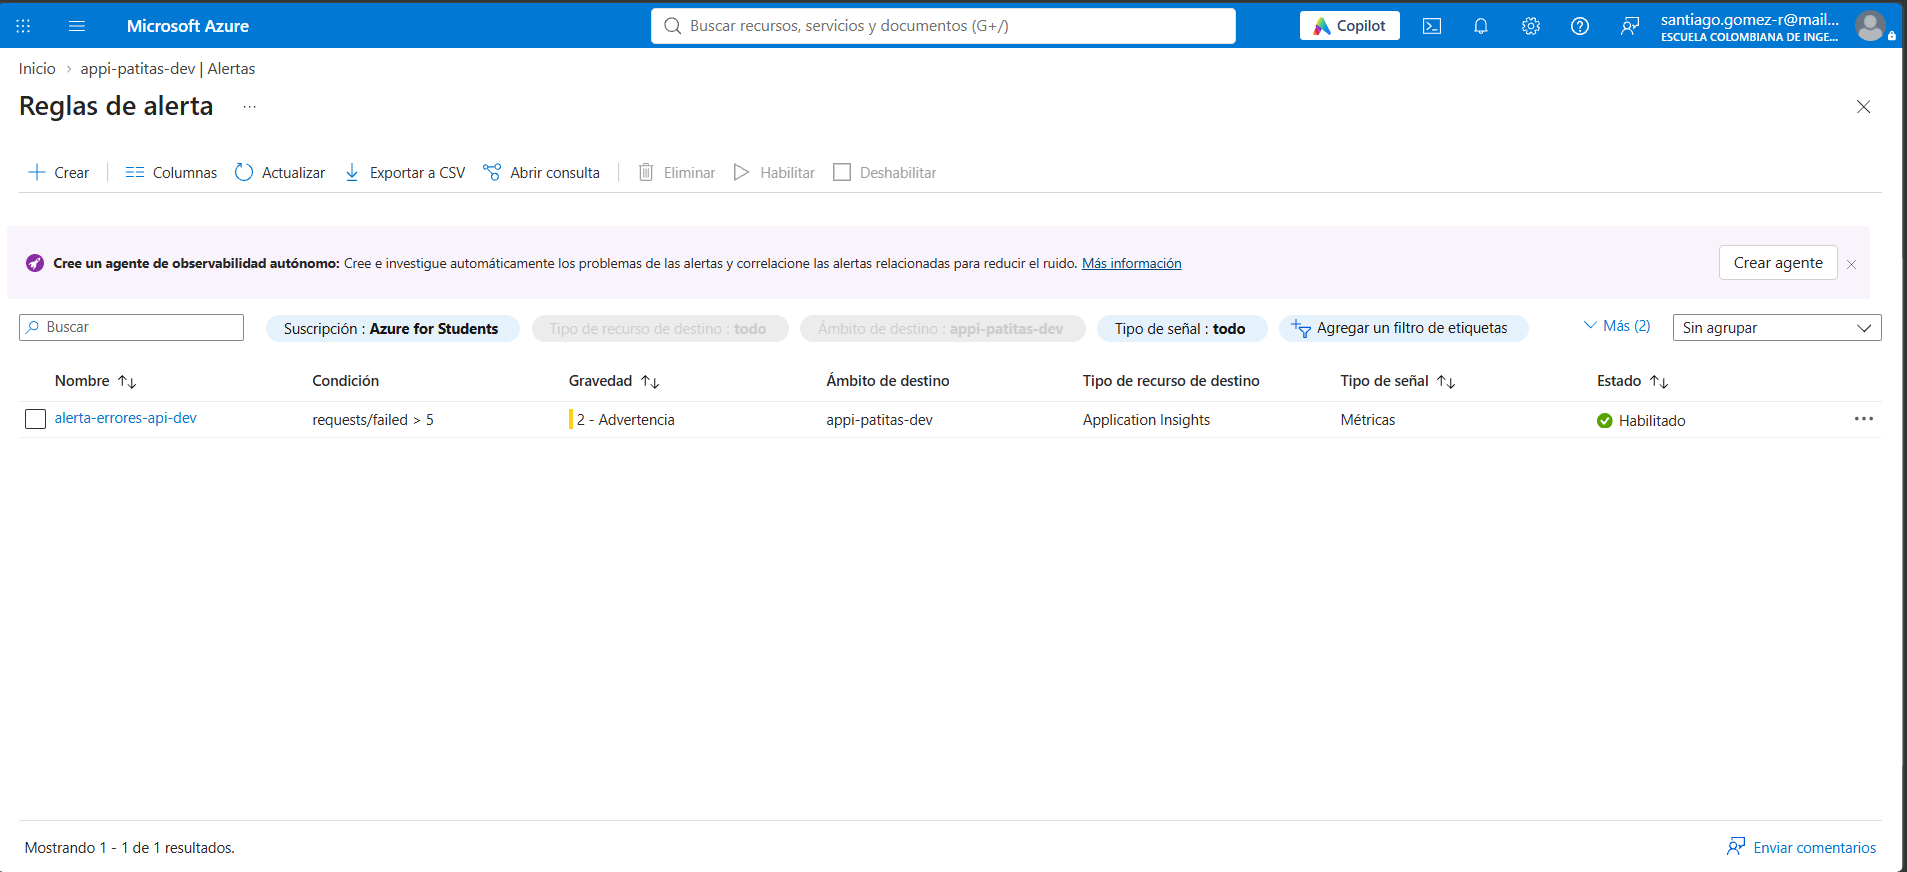 Microsoft Azure
Buscar recursos, servicios y documentos (G+/)
Copilot
santiago.gomez-r@mail...
ESCUELA COLOMBIANA DE INGE...
Inicio > appi-patitas-dev | Alertas
Reglas de alerta ...
Crear
Columnas
Actualizar
Exportar a CSV
Abrir consulta
Eliminar
Habilitar
Deshabilitar
Cree un agente de observabilidad autónomo: Cree e investigue automáticamente los problemas de las alertas y correlacione las alertas relacionadas para reducir el ruido. Más información
Crear agente
Buscar
Suscripción : Azure for Students
Tipo de recurso de destino : todo
Ámbito de destino : appi-patitas-dev
Tipo de señal : todo
Agregar un filtro de etiquetas
Más (2)
Sin agrupar
Nombre
Condición
Gravedad
Ámbito de destino
Tipo de recurso de destino
Tipo de señal
Estado
alerta-errores-api-dev
requests/failed > 5
2 - Advertencia
appi-patitas-dev
Application Insights
Métricas
Habilitado
Mostrando 1 - 1 de 1 resultados.
Enviar comentarios